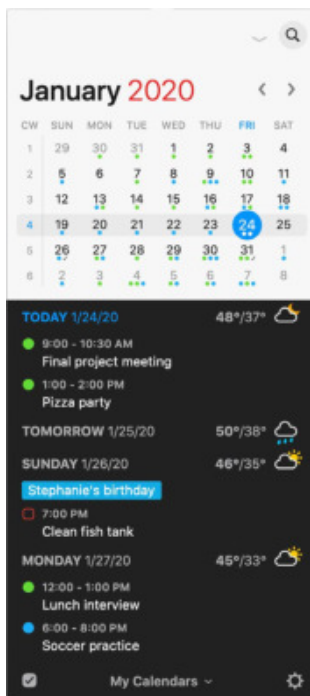 January 2020
CW SUN MON TUE WED THU FRI SAT
1 29 30 31 1 2 3 4
2 5 6 7 8 9 10 11
3 12 13 14 15 16 17 18
4 19 20 21 22 23 24 25
5 26 27 28 29 30 31 1
6 2 3 4 5 6 7 8
TODAY 1/24/20 48°/37°
9:00 - 10:30 AM
Final project meeting
1:00 - 2:00 PM
Pizza party
TOMORROW 1/25/20 50°/38°
SUNDAY 1/26/20 46°/35°
Stephanie's birthday
7:00 PM
Clean fish tank
MONDAY 1/27/20 45°/33°
12:00 - 1:00 PM
Lunch interview
6:00 - 8:00 PM
Soccer practice
My Calendars